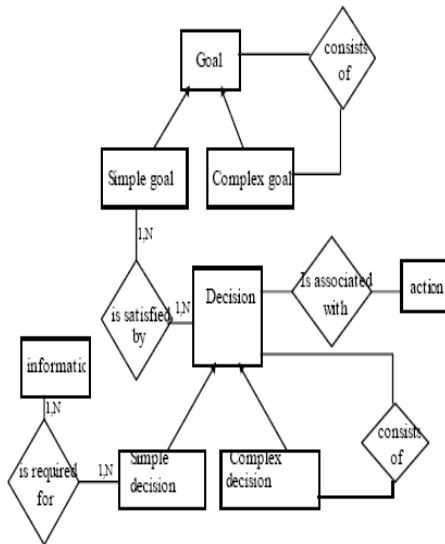 Goal
consists
of
Simple goal
Complex goal
1,N
is satisfied
by
1,N
Decision
Is associated
with
action
informatic
1,N
is required
for
1,N
Simple
decision
Complex
decision
consists
of